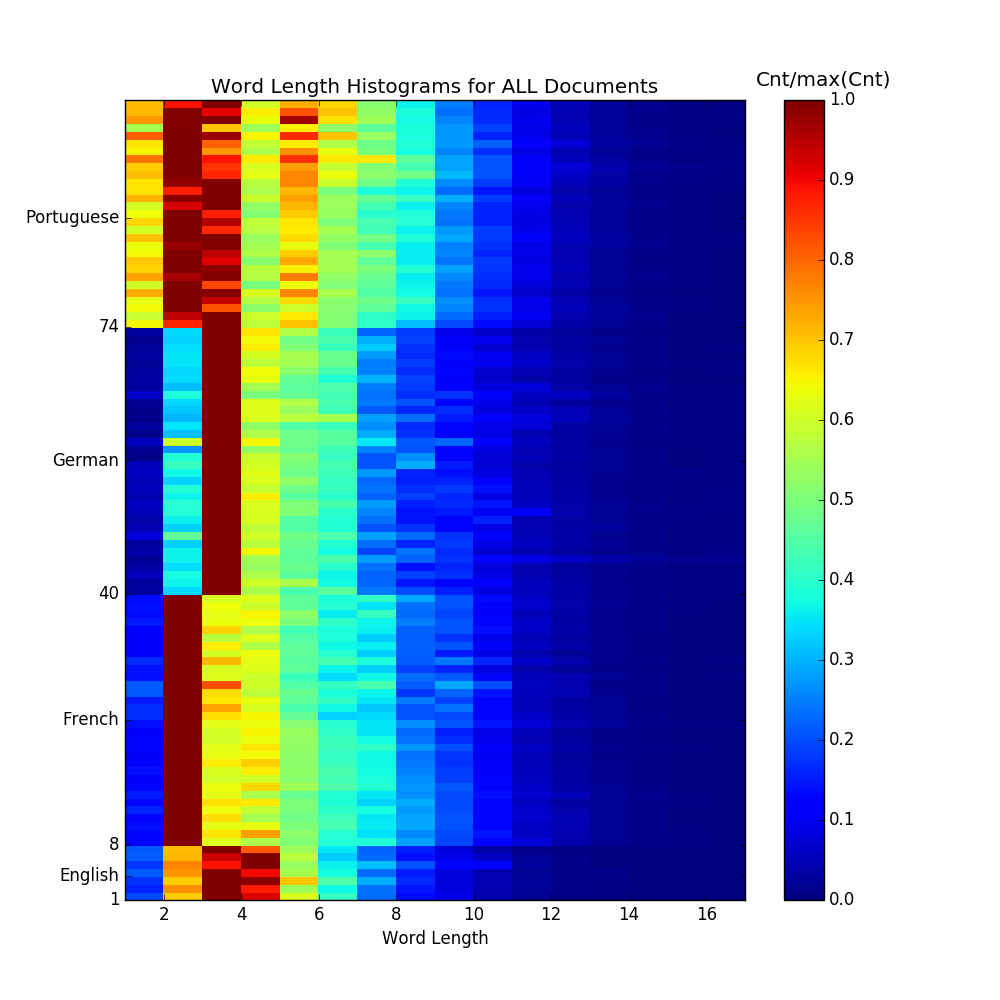 Word Length Histograms for ALL Documents
Cnt/max(Cnt)
Portuguese
74
German
40
French
8
English
1
2 4 6 8 10 12 14 16
Word Length
1.0
0.9
0.8
0.7
0.6
0.5
0.4
0.3
0.2
0.1
0.0